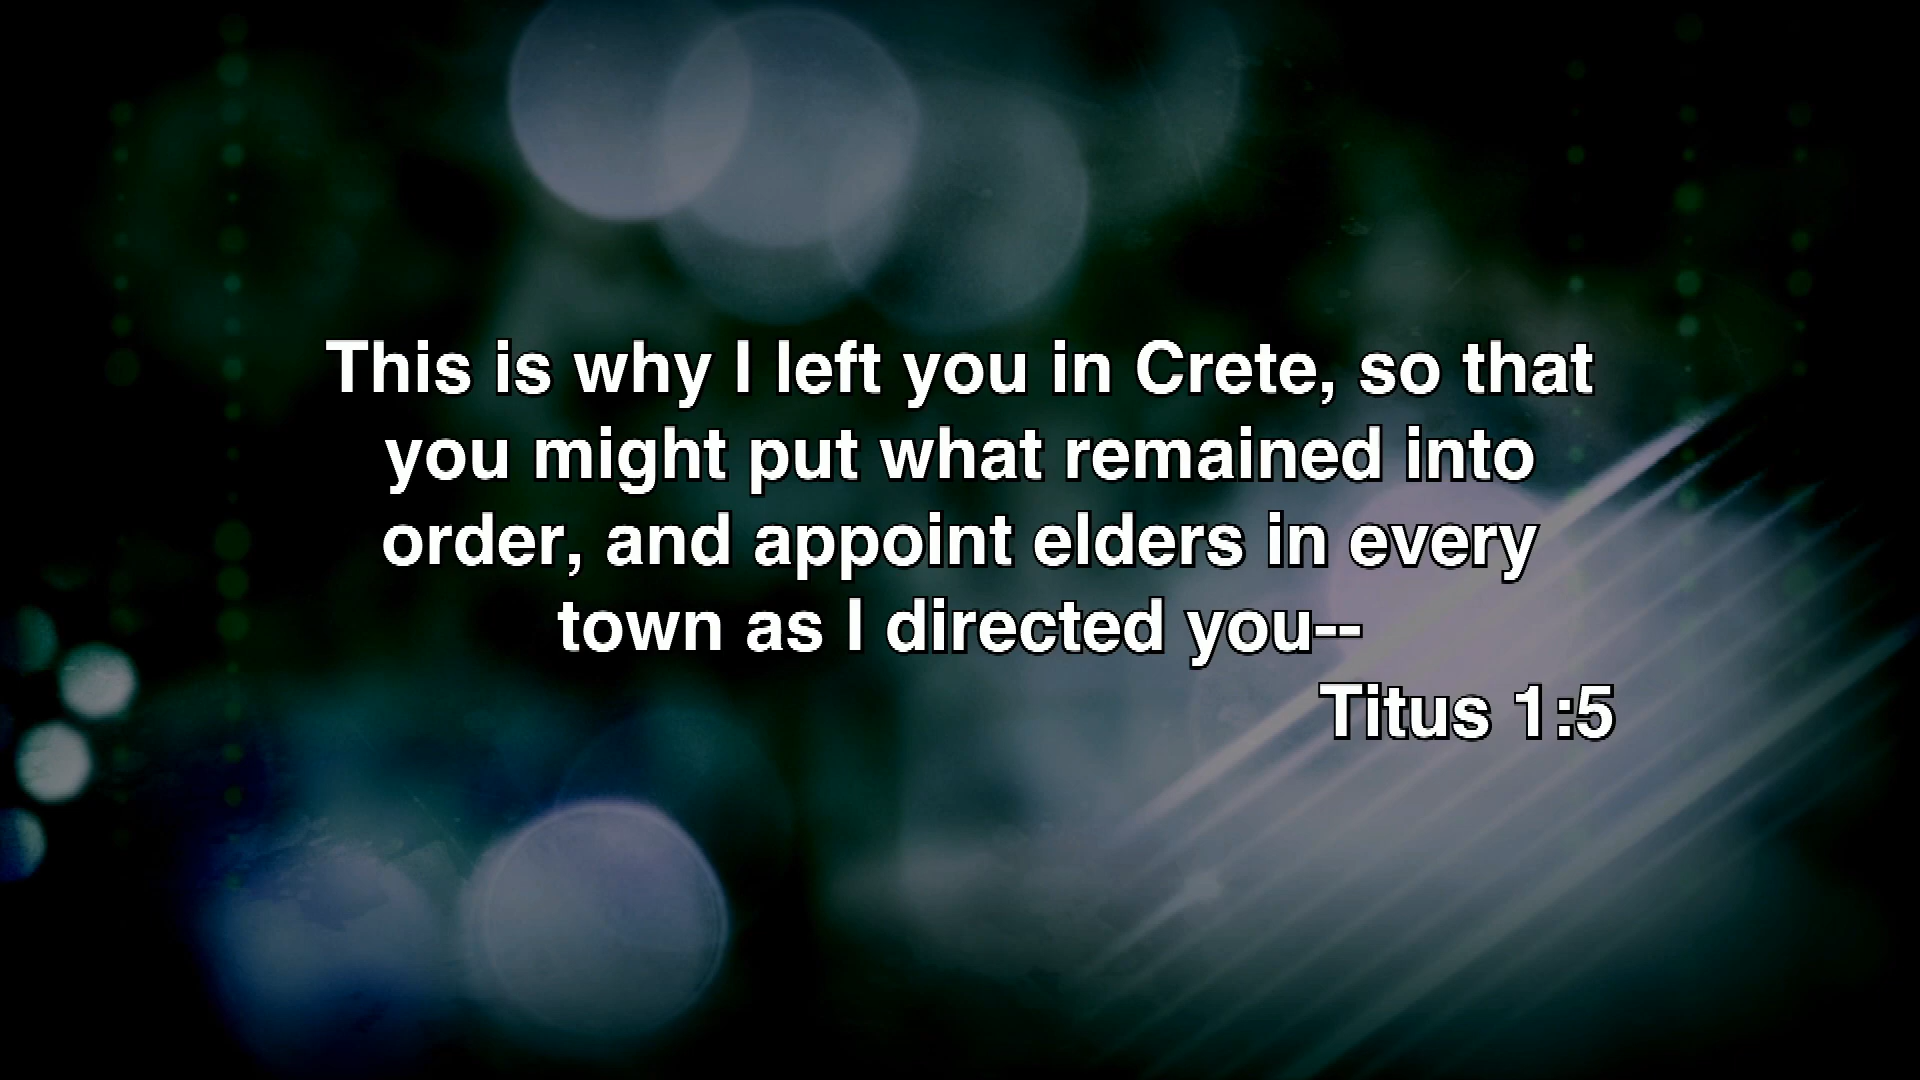 This is why I left you in Crete, so that
you might put what remained into
order, and appoint elders in every
town as I directed you--
Titus 1:5